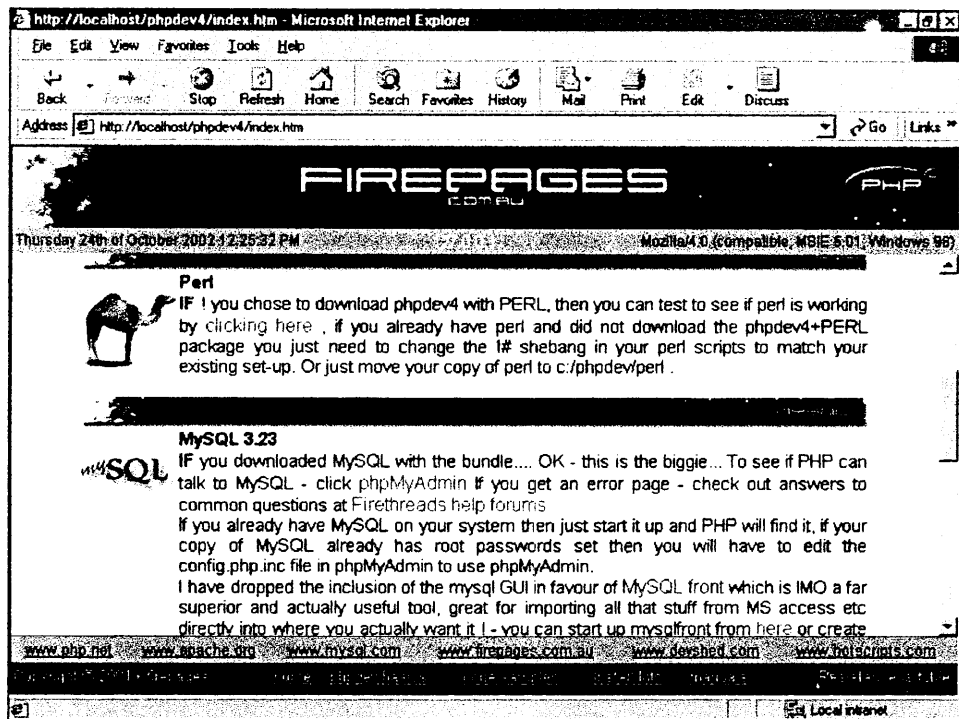 http://localhost/phpdev4/index.htm - Microsoft Internet Explorer
File Edit View Favorites Tools Help
Back Forward Stop Refresh Home Search Favorites History Mail Print Edit Discuss
Address http://localhost/phpdev4/index.htm Go Links »
FIREPAGES
COM.AU
PHP
Thursday 24th of October 2002 12:25:32 PM
Mozilla/4.0 (compatible; MSIE 5.01; Windows 98)
Perl
IF ! you chose to download phpdev4 with PERL, then you can test to see if perl is working
by clicking here , if you already have perl and did not download the phpdev4+PERL
package you just need to change the !# shebang in your perl scripts to match your
existing set-up. Or just move your copy of perl to c:/phpdev/perl .
MySQL 3.23
mySQL
IF you downloaded MySQL with the bundle.... OK - this is the biggie... To see if PHP can
talk to MySQL - click phpMyAdmin If you get an error page - check out answers to
common questions at Firethreads help forums
If you already have MySQL on your system then just start it up and PHP will find it, if your
copy of MySQL already has root passwords set then you will have to edit the
config.php.inc file in phpMyAdmin to use phpMyAdmin.
I have dropped the inclusion of the mysql GUI in favour of MySQL front which is IMO a far
superior and actually useful tool, great for importing all that stuff from MS access etc
directly into where you actually want it ! - you can start up mysqlfront from here or create
www.php.net www.apache.org www.mysql.com www.firepages.com.au www.devshed.com www.hotscripts.com
Local intranet